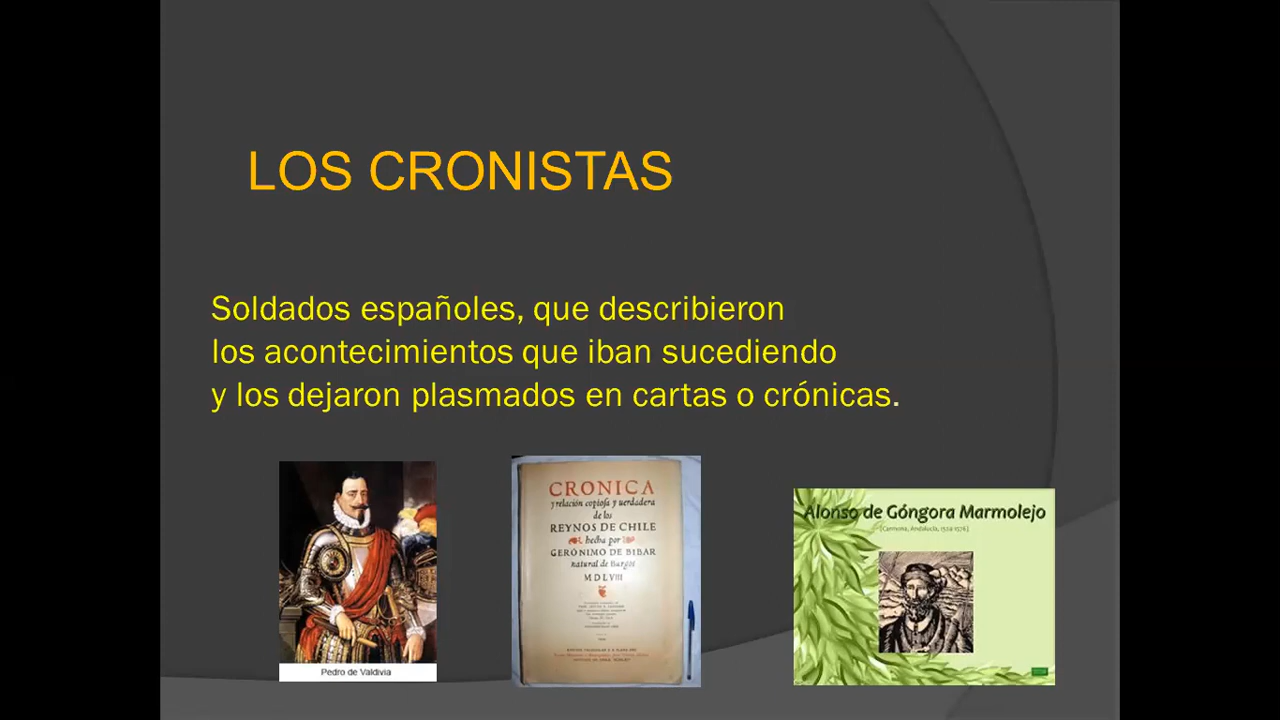 LOS CRONISTAS
Soldados españoles, que describieron
los acontecimientos que iban sucediendo
y los dejaron plasmados en cartas o crónicas.
Pedro de Valdivia
CRONICA
y relación copiosa y uerdadera
de los
REYNOS DE CHILE
hecha por
GERÓNIMO DE BIBAR
natural de Burgos
MDLVIII
Alonso de Góngora Marmolejo